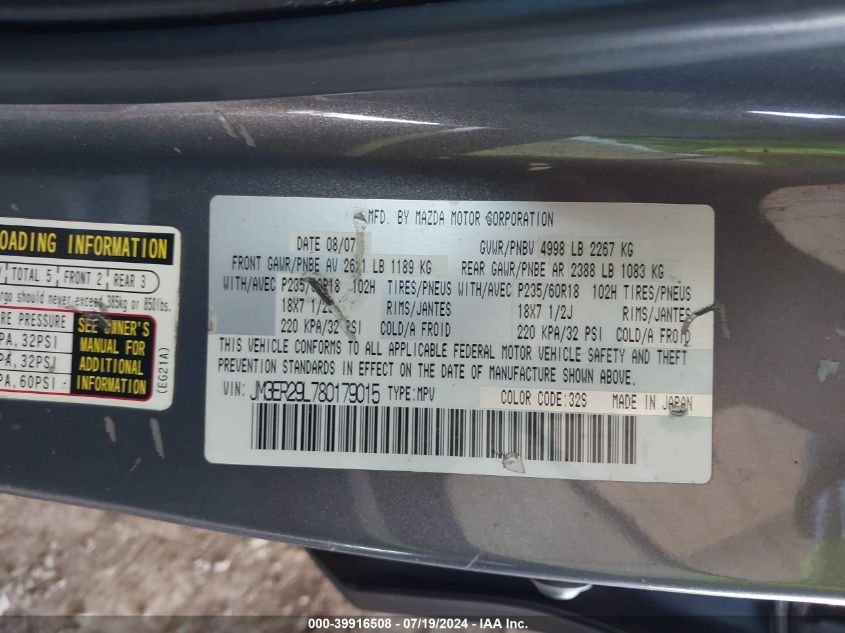 OADING INFORMATION
TOTAL 5 FRONT 2 REAR 3
rgo should never exceed 385kg or 850lbs.
RE PRESSURE
PA, 32PSI
PA, 32PSI
PA, 60PSI
SEE OWNER'S
MANUAL FOR
ADDITIONAL
INFORMATION
(EG21A)
MFD. BY MAZDA MOTOR CORPORATION
DATE 08/07 GVWR/PNBV 4998 LB 2267 KG
FRONT GAWR/PNBE AV LB 1189 KG REAR GAWR/PNBE AR 2388 LB 1083 KG
WITH/AVEC P235/60R18 102H TIRES/PNEUS WITH/AVEC P235/60R18 102H TIRES/PNEUS
18X7 1/2J RIMS/JANTES 18X7 1/2J RIMS/JANTES
220 KPA/32 PSI COLD/A FROID 220 KPA/32 PSI COLD/A FROID
THIS VEHICLE CONFORMS TO ALL APPLICABLE FEDERAL MOTOR VEHICLE SAFETY AND THEFT
PREVENTION STANDARDS IN EFFECT ON THE DATE OF MANUFACTURE SHOWN ABOVE.
VIN: JM3ER29L780179015 TYPE:MPV COLOR CODE:32S MADE IN JAPAN
000-39916508 - 07/19/2024 - IAA Inc.